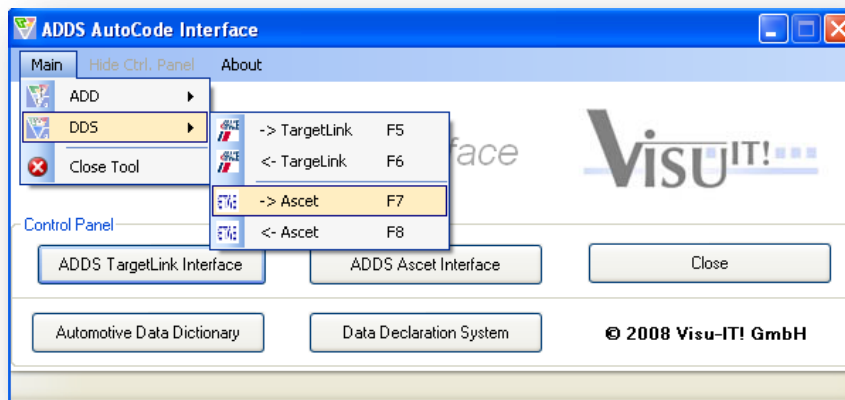 ADDS AutoCode Interface
Main Hide Ctrl. Panel About
ADD
DDS
Close Tool
-> TargetLink F5
<- TargeLink F6
-> Ascet F7
<- Ascet F8
face
VISU IT!
Control Panel
ADDS TargetLink Interface ADDS Ascet Interface Close
Automotive Data Dictionary Data Declaration System © 2008 Visu-IT! GmbH